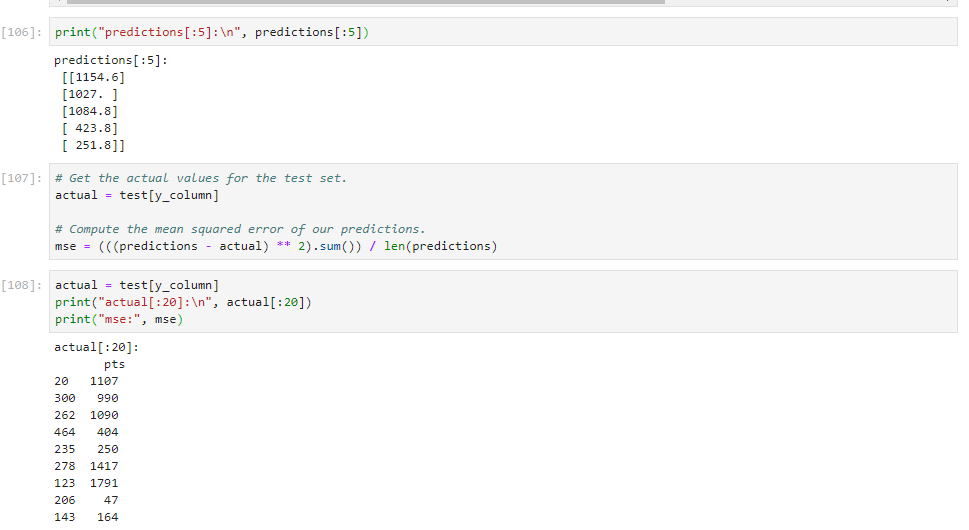 [106]: print("predictions[:5]:\n", predictions[:5])
predictions[:5]:
[[1154.6]
[1027. ]
[1084.8]
[ 423.8]
[ 251.8]]
[107]: # Get the actual values for the test set.
actual = test[y_column]
# Compute the mean squared error of our predictions.
mse = (((predictions - actual) ** 2).sum()) / len(predictions)
[108]: actual = test[y_column]
print("actual[:20]:\n", actual[:20])
print("mse:", mse)
actual[:20]:
pts
20 1107
300 990
262 1090
464 404
235 250
278 1417
123 1791
206 47
143 164